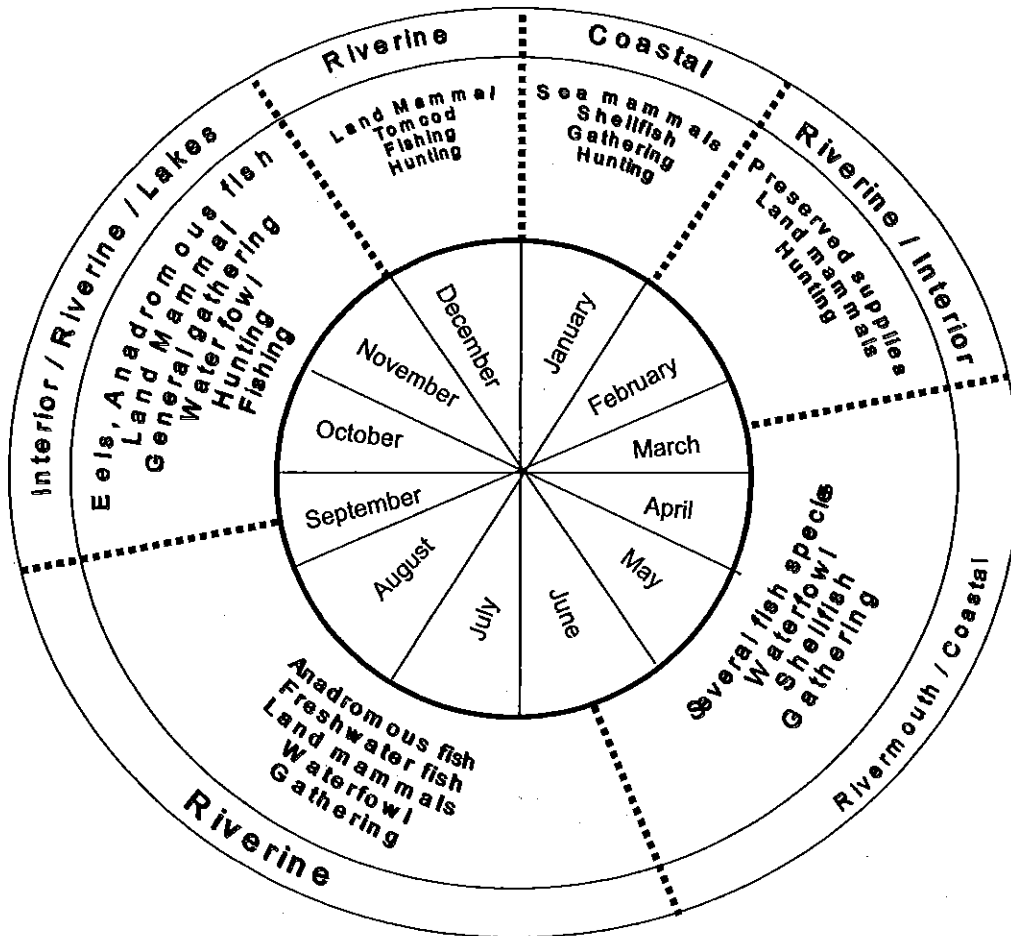 Riverine
Land Mammal
Tomcod
Fishing
Hunting
Coastal
Sea mammals
Shellfish
Gathering
Hunting
Riverine / Interior
Preserved supplies
Land mammals
Hunting
Rivermouth / Coastal
Several fish species
Waterfowl
Shellfish
Gathering
Riverine
Anadromous fish
Freshwater fish
Land mammals
Waterfowl
Gathering
Interior / Riverine / Lakes
Eels, Anadromous fish
Land Mammal
General gathering
Water fowl
Hunting
Fishing
January
February
March
April
May
June
July
August
September
October
November
December